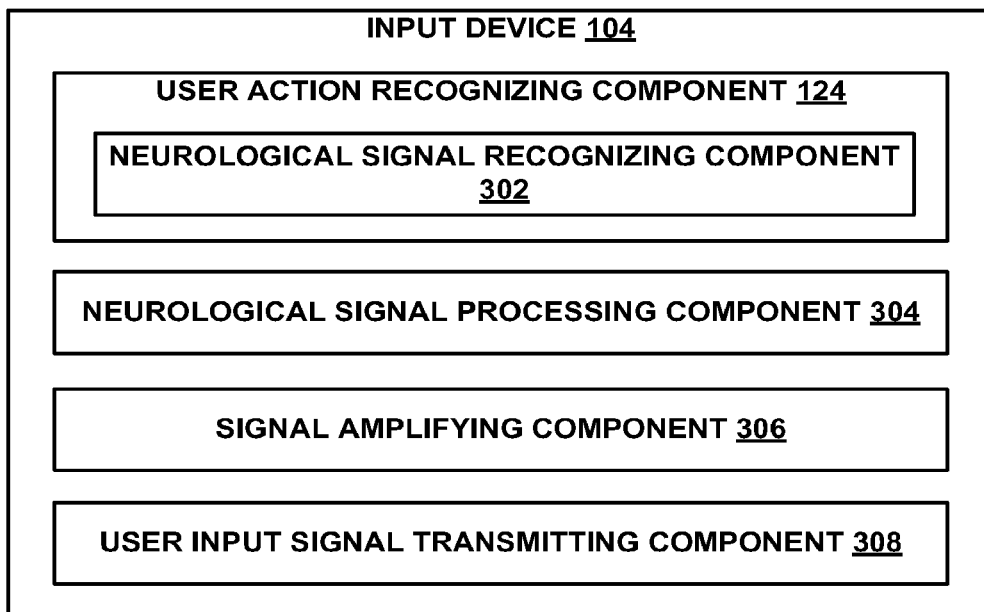 INPUT DEVICE 104
USER ACTION RECOGNIZING COMPONENT 124
NEUROLOGICAL SIGNAL RECOGNIZING COMPONENT
302
NEUROLOGICAL SIGNAL PROCESSING COMPONENT 304
SIGNAL AMPLIFYING COMPONENT 306
USER INPUT SIGNAL TRANSMITTING COMPONENT 308